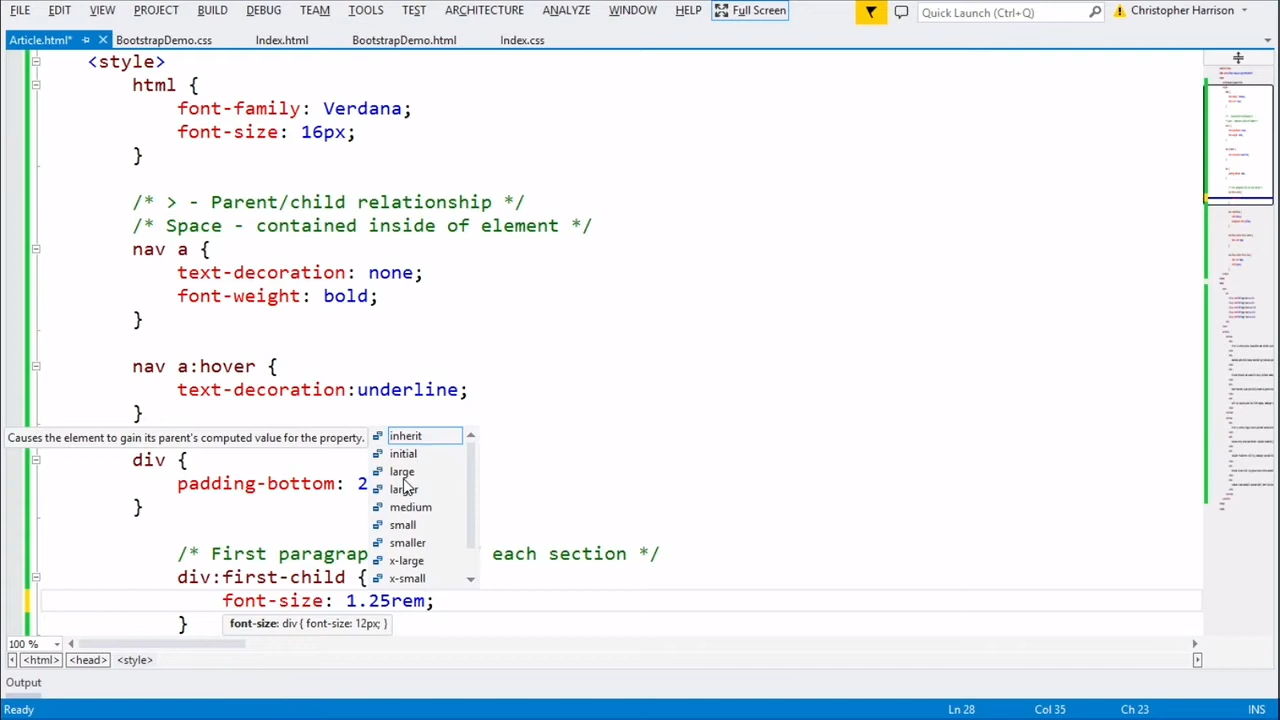 FILE EDIT VIEW PROJECT BUILD DEBUG TEAM TOOLS TEST ARCHITECTURE ANALYZE WINDOW HELP Full Screen Quick Launch (Ctrl+Q) Christopher Harrison
Article.html* BootstrapDemo.css Index.html BootstrapDemo.html Index.css
<style>
html {
font-family: Verdana;
font-size: 16px;
}
/* > - Parent/child relationship */
/* Space - contained inside of element */
nav a {
text-decoration: none;
font-weight: bold;
}
nav a:hover {
text-decoration:underline;
}
Causes the element to gain its parent's computed value for the property.
inherit
initial
large
larger
medium
small
smaller
x-large
x-small
div {
padding-bottom: 2
}
/* First paragrap each section */
div:first-child {
font-size: 1.25rem;
}
font-size: div { font-size: 12px; }
100 %
<html> <head> <style>
Output
Ready Ln 28 Col 35 Ch 23 INS